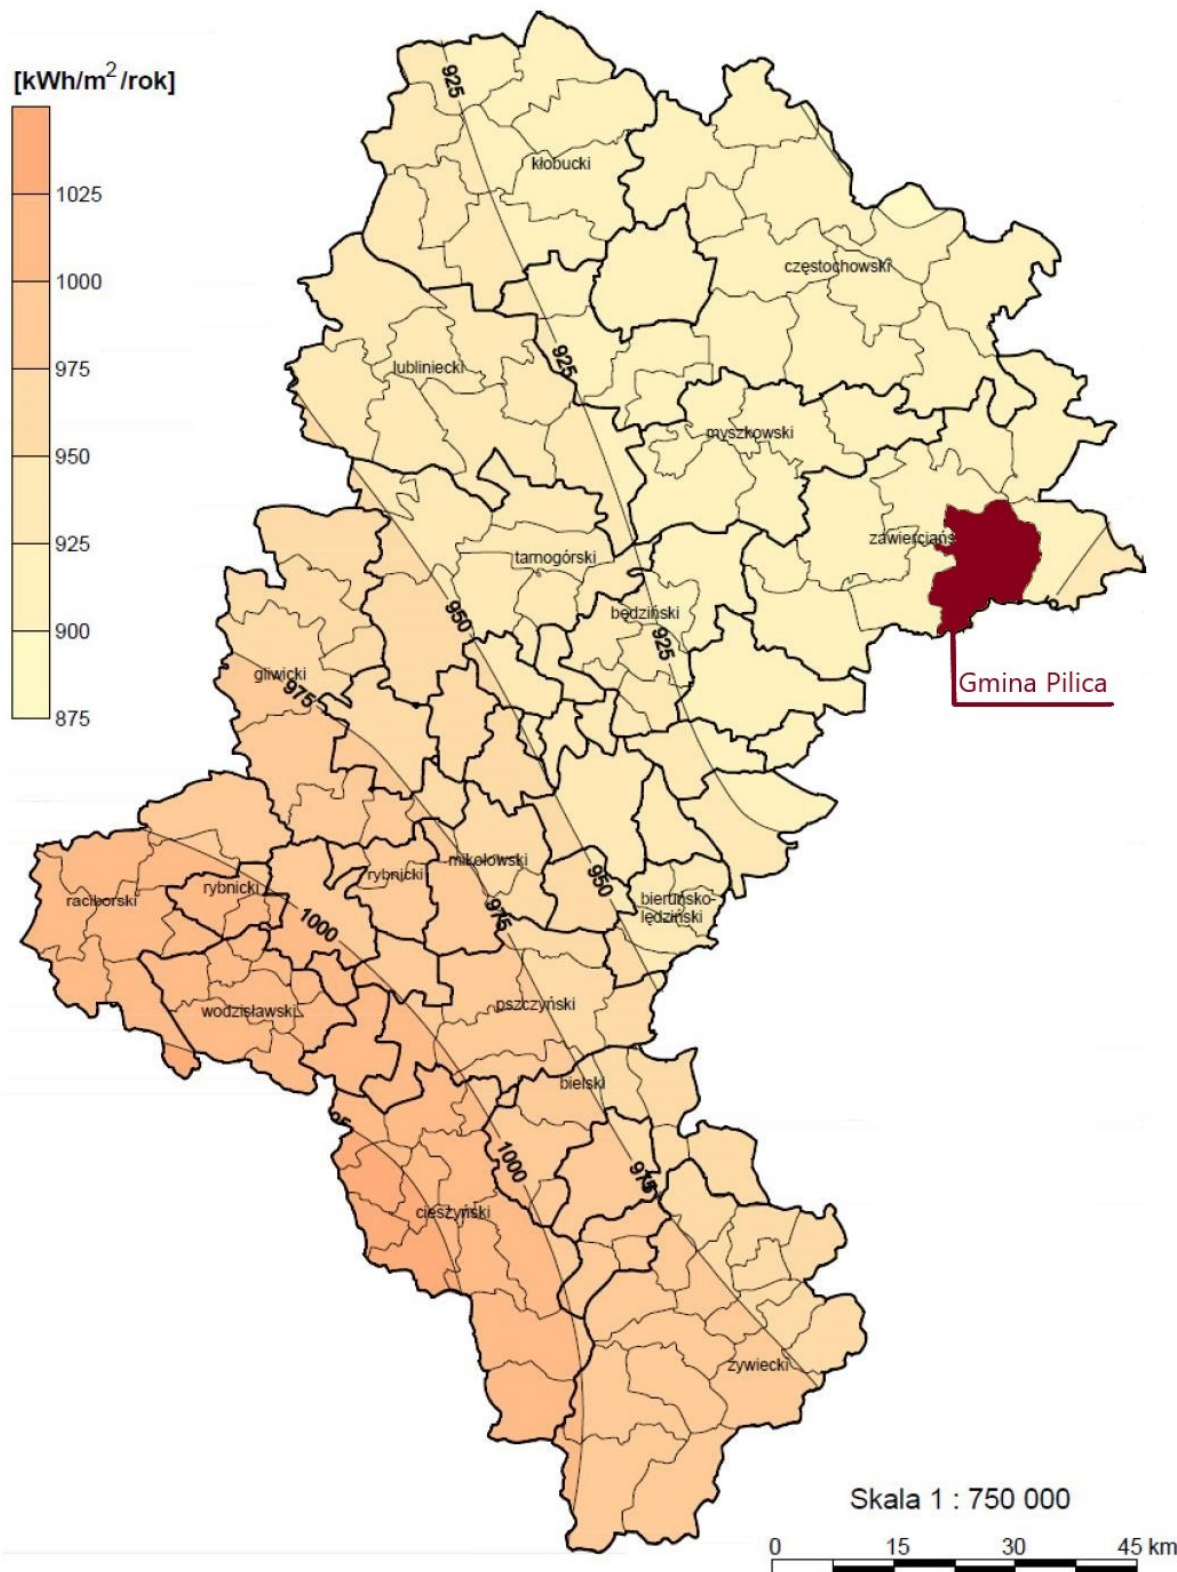 [kWh/m²/rok]
1025
1000
975
950
925
900
875
925
kłobucki
częstochowski
925
lubliniecki
myszkowski
zawierciańs
tarnogórski
950
będziński
925
gliwicki
975
Gmina Pilica
mikołowski
rybnicki
rybnicki
raciborski
950
bieruńsko-
lędziński
975
1000
pszczyński
wodzisławski
bielski
1000
975
cieszyński
żywiecki
Skala 1 : 750 000
0 15 30 45 km